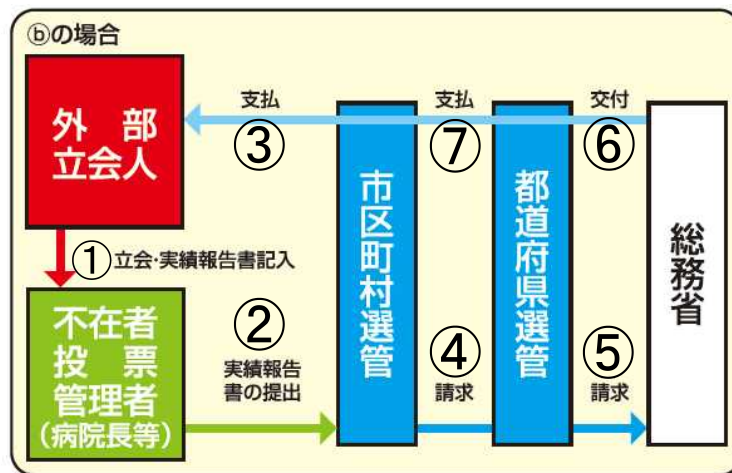 ⓑの場合
外部
立会人
支払
③
支払
⑦
交付
⑥
①立会・実績報告書記入
市区町村選管
都道府県選管
総務省
不在者
投票
管理者
(病院長等)
②
実績報告
書の提出
④
請求
⑤
請求